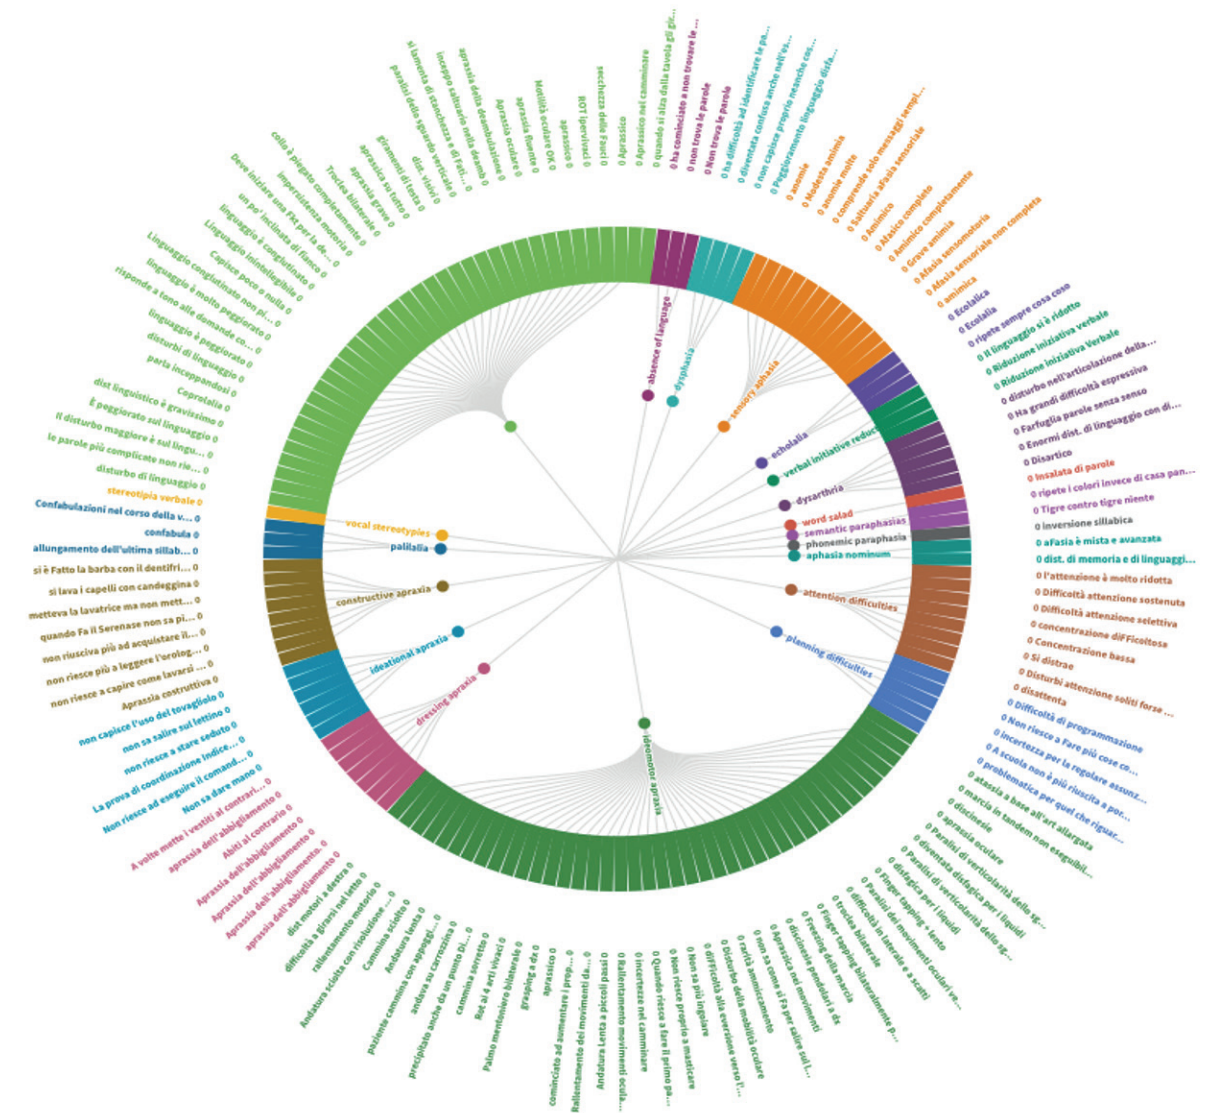 quando si alza dalla tavola gli gir...
0 ha cominciato a non trovare le ...
0 non trova le parole
0 Non trova le parole
0 ha difficoltà ad identificare le pa...
0 diventata confusa anche nell'es...
0 non capisce proprio neanche cos...
0 Peggioramento linguaggio disfa...
0 anomie
0 Modesta amimia
0 anomie molte
0 comprende solo messaggi sempl...
0 Saltuaria aFasia sensoriale
0 Amimico
0 Afasico completo
0 Amimico completamente
0 Grave amimia
0 Afasia sensomotoria
0 Afasia sensoriale non completa
0 amimica
0 Ecolalica
0 Ecolalia
0 ripete sempre cosa coso
0 Il linguaggio si è ridotto
0 Riduzione iniziativa verbale
0 Riduzione iniziativa Verbale
0 disturbo nell'articolazione della...
0 Ha grandi difficoltà espressiva
0 Farfuglia parole senza senso
0 Enormi dist. di linguaggio con di...
0 Disartico
0 Insalata di parole
0 ripete i colori invece di casa pan...
0 Tigre contro tigre niente
0 inversione sillabica
0 aFasia è mista e avanzata
0 dist. di memoria e di linguaggi...
0 l'attenzione è molto ridotta
0 Difficoltà attenzione sostenuta
0 Difficoltà attenzione selettiva
0 concentrazione diFFicoltosa
0 Concentrazione bassa
0 Si distrae
0 Disturbi attenzione soliti forse ...
0 disattenta
0 Difficoltà di programmazione
0 Non riesce a Fare più cose co...
0 incertezza per la regolare assunz...
0 A scuola non è più riuscita a por...
0 problematica per quel che riguar...
0 atassia a base all'art allargata
0 marcia in tandem non eseguibil...
0 discinesie
0 aprassia oculare
0 Paralisi di verticolarità dello sg...
0 diventata disfagica per i liquidi
0 Paralisi di verticolarità dello sg...
0 disfagica per i liquidi
0 Finger tapping + lento
0 Paralisi dei movimenti oculari ve...
0 difficoltà in laterale e a scatti
0 troclea bilaterale
0 Finger tapping bilateralmente p...
0 Freezing della marcia
0 discinesie pendolari a dx
0 Aprassica nei movimenti
0 non sa come si Fa per salire sul l...
0 rarità ammiccamento
0 Disturbo della mobilità oculare
0 diFFicoltà alla eversione verso l'...
0 Non sa più ingoiare
0 Non riesce proprio a masticare
0 Quando riesce a fare il primo pa...
0 incertezze nel camminare
0 Rallentamento movimenti ocula...
Andatura Lenta a piccoli passi 0
Rallentamento dei movimenti da... 0
cominciato ad aumentare i prop... 0
aprassico 0
grasping a dx 0
Palmo mentoniero bilaterale 0
Rot ai 4 arti vivaci 0
cammina sorretto 0
precipitato anche da un punto Di... 0
andava su carrozzina 0
paziente cammina con appoggi... 0
Andatura lenta 0
Cammina sciolto 0
Andatura sciolta con risoluzione ... 0
rallentamento motorio 0
difficoltà a girarsi nel letto 0
dist motori a destra 0
aprassia dell'abbigliamento 0
Aprassia dell'abbigliamento. 0
Aprassia dell'abbigliamento 0
Aprassia dell'abbigliamento 0
Abiti al contrario 0
aprassia dell'abbigliamento 0
A volte mette i vestiti al contrari... 0
Non sa dare mano 0
Non riesce ad eseguire il comand... 0
La prova di coordinazione Indice... 0
non riesce a stare seduto 0
non sa salire sul lettino 0
non capisce l'uso del tovagliolo 0
Aprassia costruttiva 0
non riesce a capire come lavarsi ... 0
non riesce più a leggere l'orolog... 0
non riusciva più ad acquistare il... 0
quando Fa il Serenase non sa pi... 0
metteva la lavatrice ma non mett... 0
si lava i capelli con candeggina 0
si è Fatto la barba con il dentifri... 0
allungamento dell'ultima sillab... 0
confabula 0
Confabulazioni nel corso della v... 0
stereotipia verbale 0
disturbo di linguaggio 0
le parole più complicate non rie... 0
Il disturbo maggiore è sul lingu... 0
È peggiorato sul linguaggio 0
dist linguistico è gravissimo 0
Coprolalia 0
parla inceppandosi 0
disturbi di linguaggio 0
linguaggio è peggiorato 0
risponde a tono alle domande co... 0
linguaggio è molto peggiorato 0
Linguaggio conglutinato non pi... 0
Capisce poco e nulla 0
Linguaggio inintellegibile 0
linguaggio è conglutinato 0
un po' inclinata di fianco 0
Deve iniziare una FKt per la de... 0
impersistenza motoria 0
collo è piegato completamente 0
Troclea bilaterale 0
aprassia grave 0
aprassica su tutto 0
giramenti di testa 0
dist. visivi 0
paralisi dello sguardo verticale 0
si lamenta di stanchezza e di Fati... 0
inceppo saltuario nella deamb 0
aprassia della deambulazione 0
Aprassia oculare 0
aprassia fluente 0
Motilità oculare OK 0
aprassico 0
ROT ipervivaci 0
secchezza delle Fauci 0
0 Aprassico
0 Aprassico nel camminare
absence of language
dysphasia
sensory aphasia
echolalia
verbal initiative reduct
dysarthria
word salad
semantic paraphasias
phonemic paraphasia
aphasia nominum
attention difficulties
planning difficulties
ideomotor apraxia
dressing apraxia
ideational apraxia
constructive apraxia
palilalia
vocal stereotypies